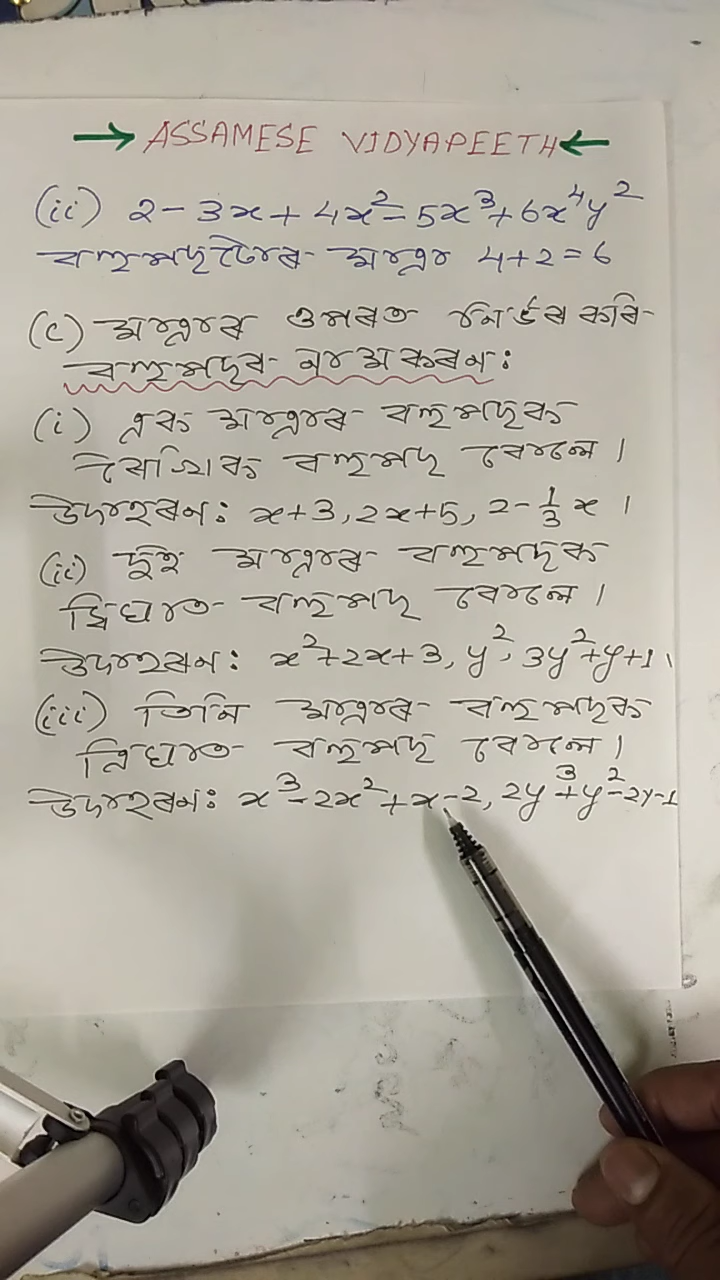 → ASSAMESE VIDYAPEETH ←
(ii) 2 - 3x + 4x² - 5x³ + 6x⁴y²
বহুপদটোৰ মাত্ৰা 4+2=6
(c) মাত্ৰাৰ ওপৰত নিৰ্ভৰ কৰি
বহুপদৰ নামাকৰণ:
(i) এক মাত্ৰাৰ বহুপদক
ৰৈখিক বহুপদ বোলে।
উদাহৰণ: x+3, 2x+5, 2-⅓x ।
(ii) দুই মাত্ৰাৰ বহুপদক
দ্বিঘাত বহুপদ বোলে।
উদাহৰণ: x²+2x+3, y², 3y²+y+1।
(iii) তিনি মাত্ৰাৰ বহুপদক
ত্ৰিঘাত বহুপদ বোলে।
উদাহৰণ: x³-2x²+x-2, 2y³+y²-2y-1